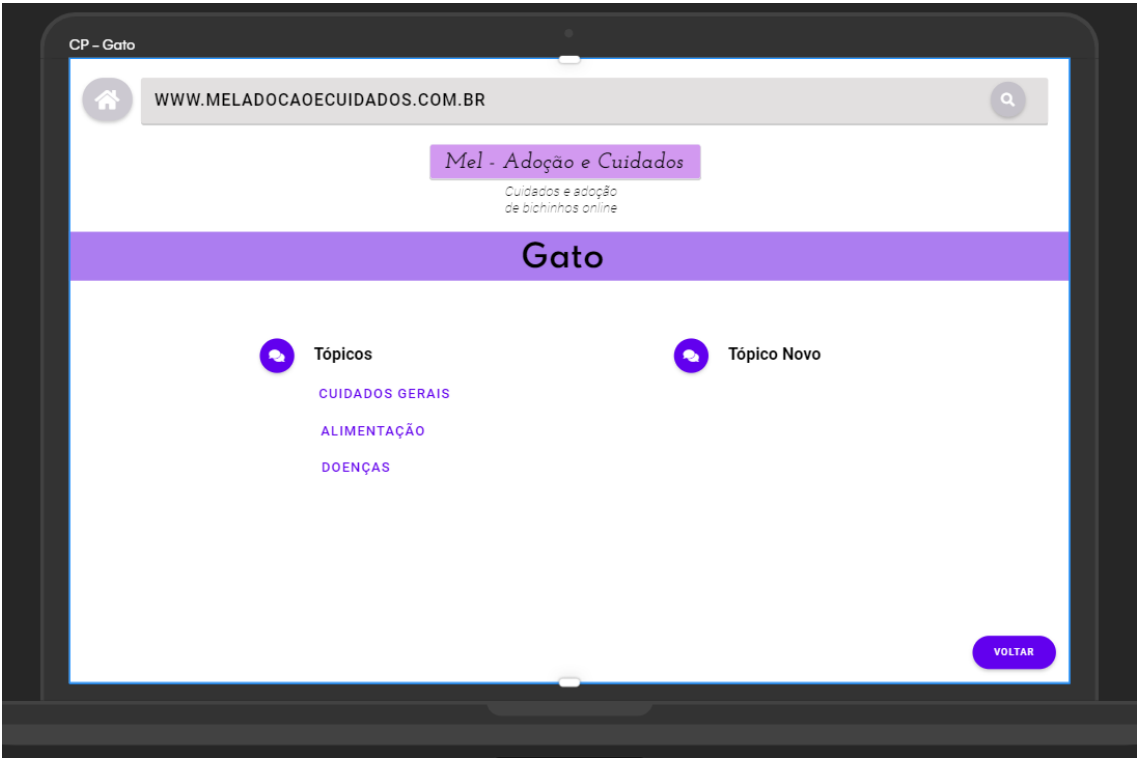 CP – Gato
WWW.MELADOCAOECUIDADOS.COM.BR
Mel - Adoção e Cuidados
Cuidados e adoção
de bichinhos online
Gato
Tópicos
CUIDADOS GERAIS
ALIMENTAÇÃO
DOENÇAS
Tópico Novo
VOLTAR